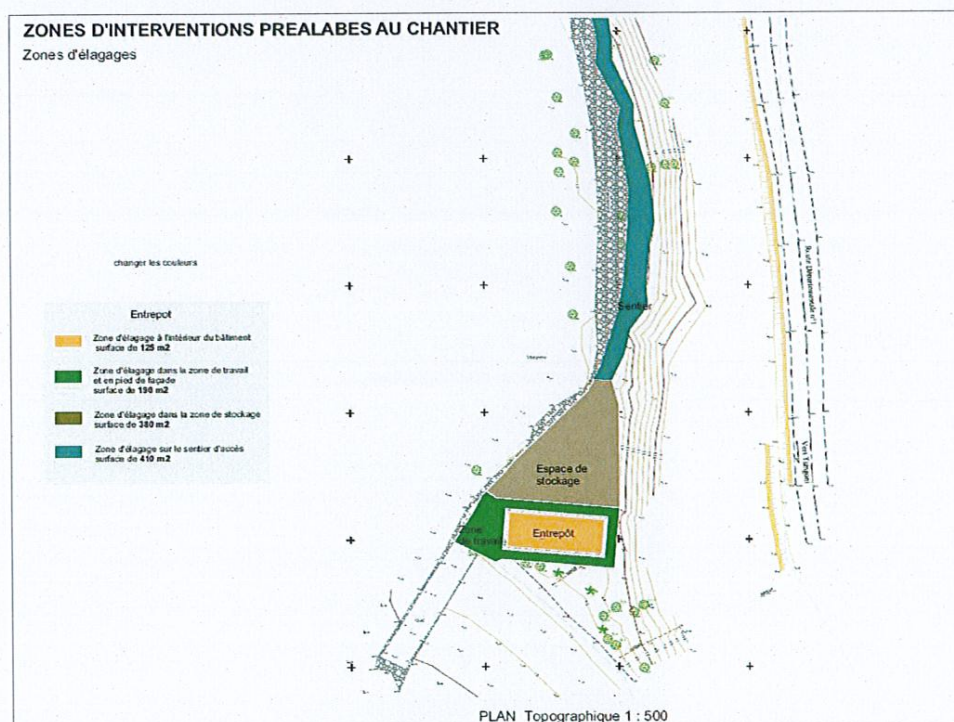 ZONES D'INTERVENTIONS PREALABES AU CHANTIER
Zones d'élagages
changer les couleurs
Entrepot
Zone d'élagage à l'intérieur du bâtiment
surface de 125 m2
Zone d'élagage dans la zone de travail
et en pied de façade
surface de 190 m2
Zone d'élagage dans la zone de stockage
surface de 380 m2
Zone d'élagage sur le sentier d'accès
surface de 410 m2
Sentier
Espace de
stockage
Zone
de travail
Entrepôt
PLAN Topographique 1 : 500